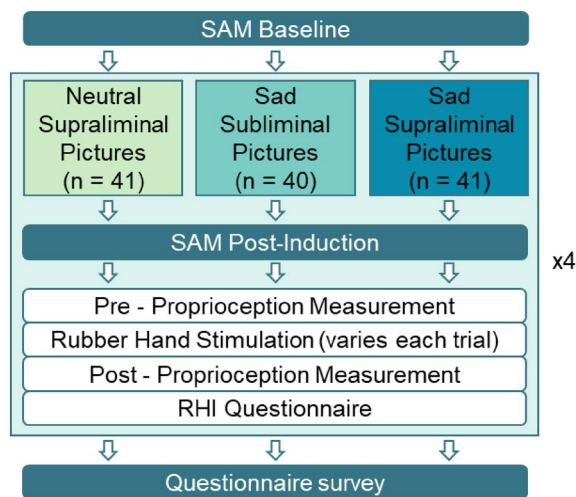 SAM Baseline
Neutral
Supraliminal
Pictures
(n = 41)
Sad
Subliminal
Pictures
(n = 40)
Sad
Supraliminal
Pictures
(n = 41)
SAM Post-Induction
x4
Pre - Proprioception Measurement
Rubber Hand Stimulation (varies each trial)
Post - Proprioception Measurement
RHI Questionnaire
Questionnaire survey